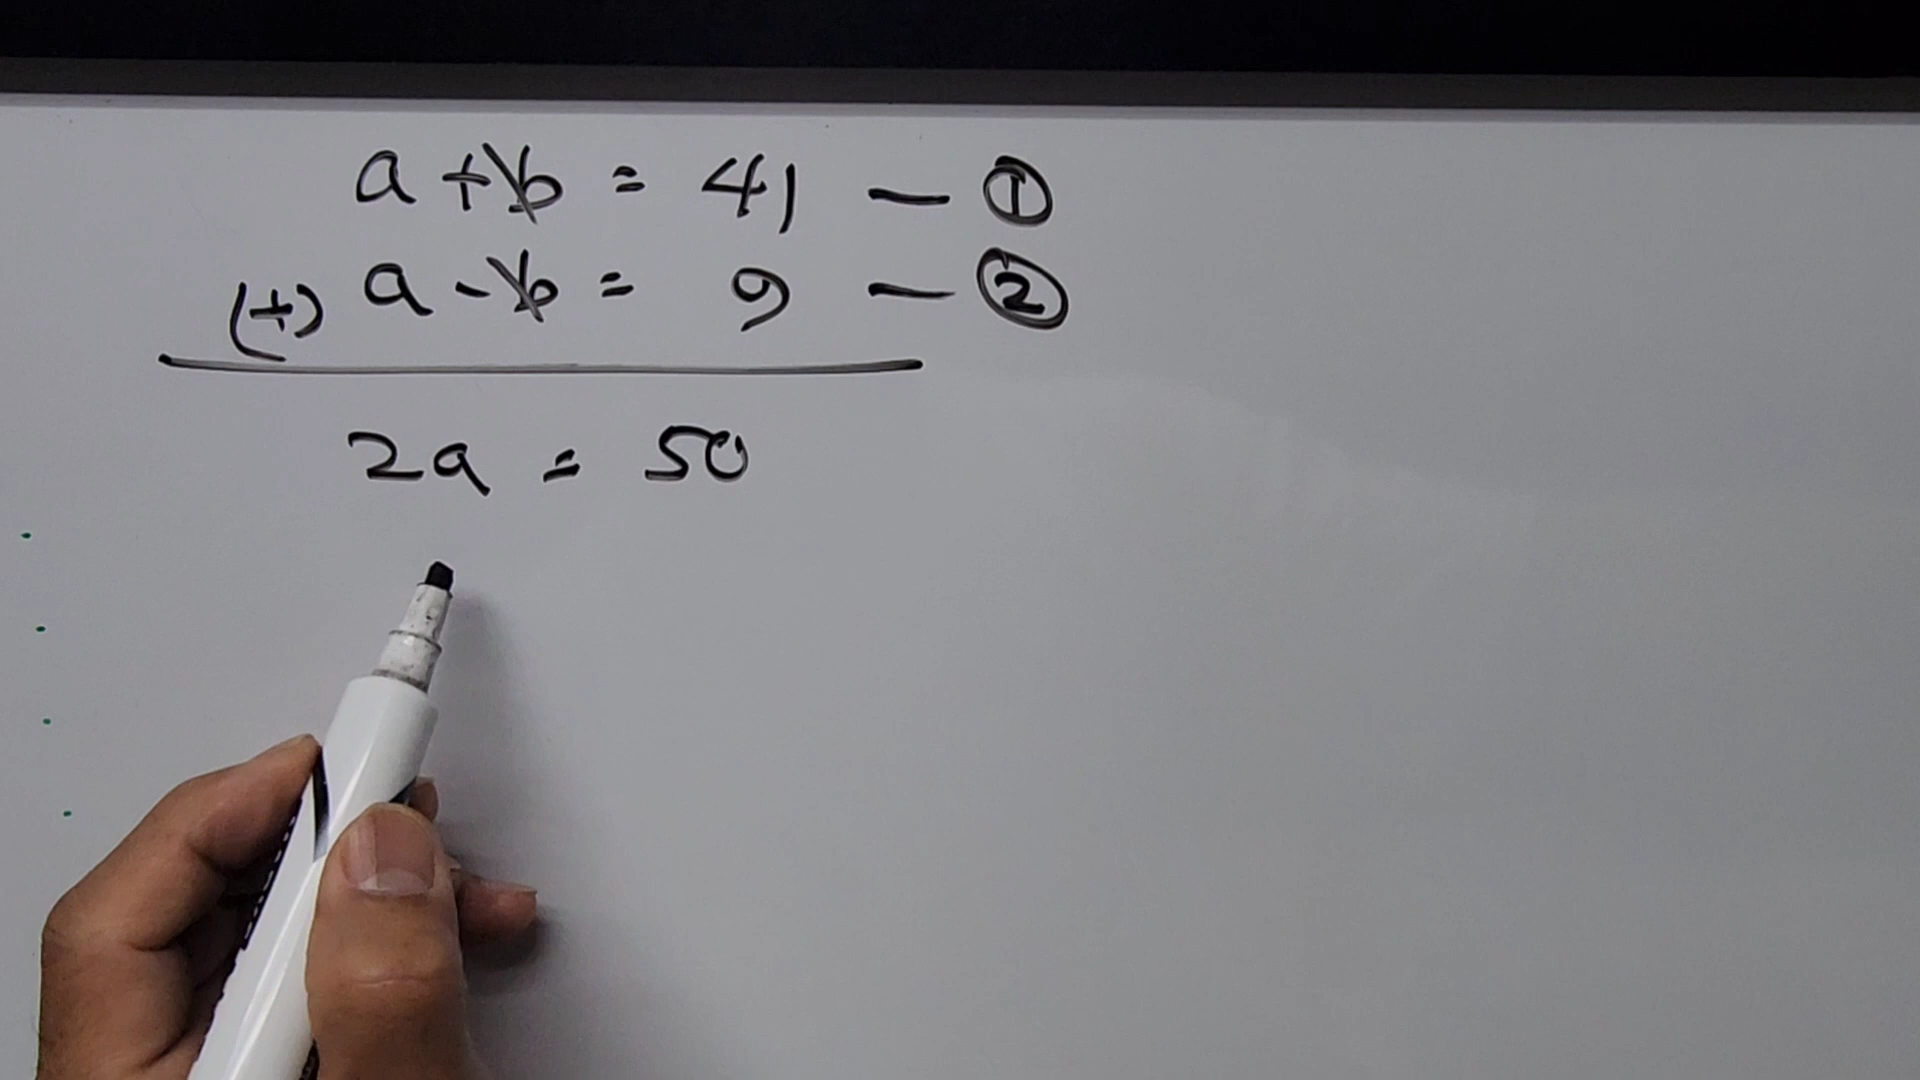 a + b = 41 — ①
(+) a - b = 9 — ②
2a = 50